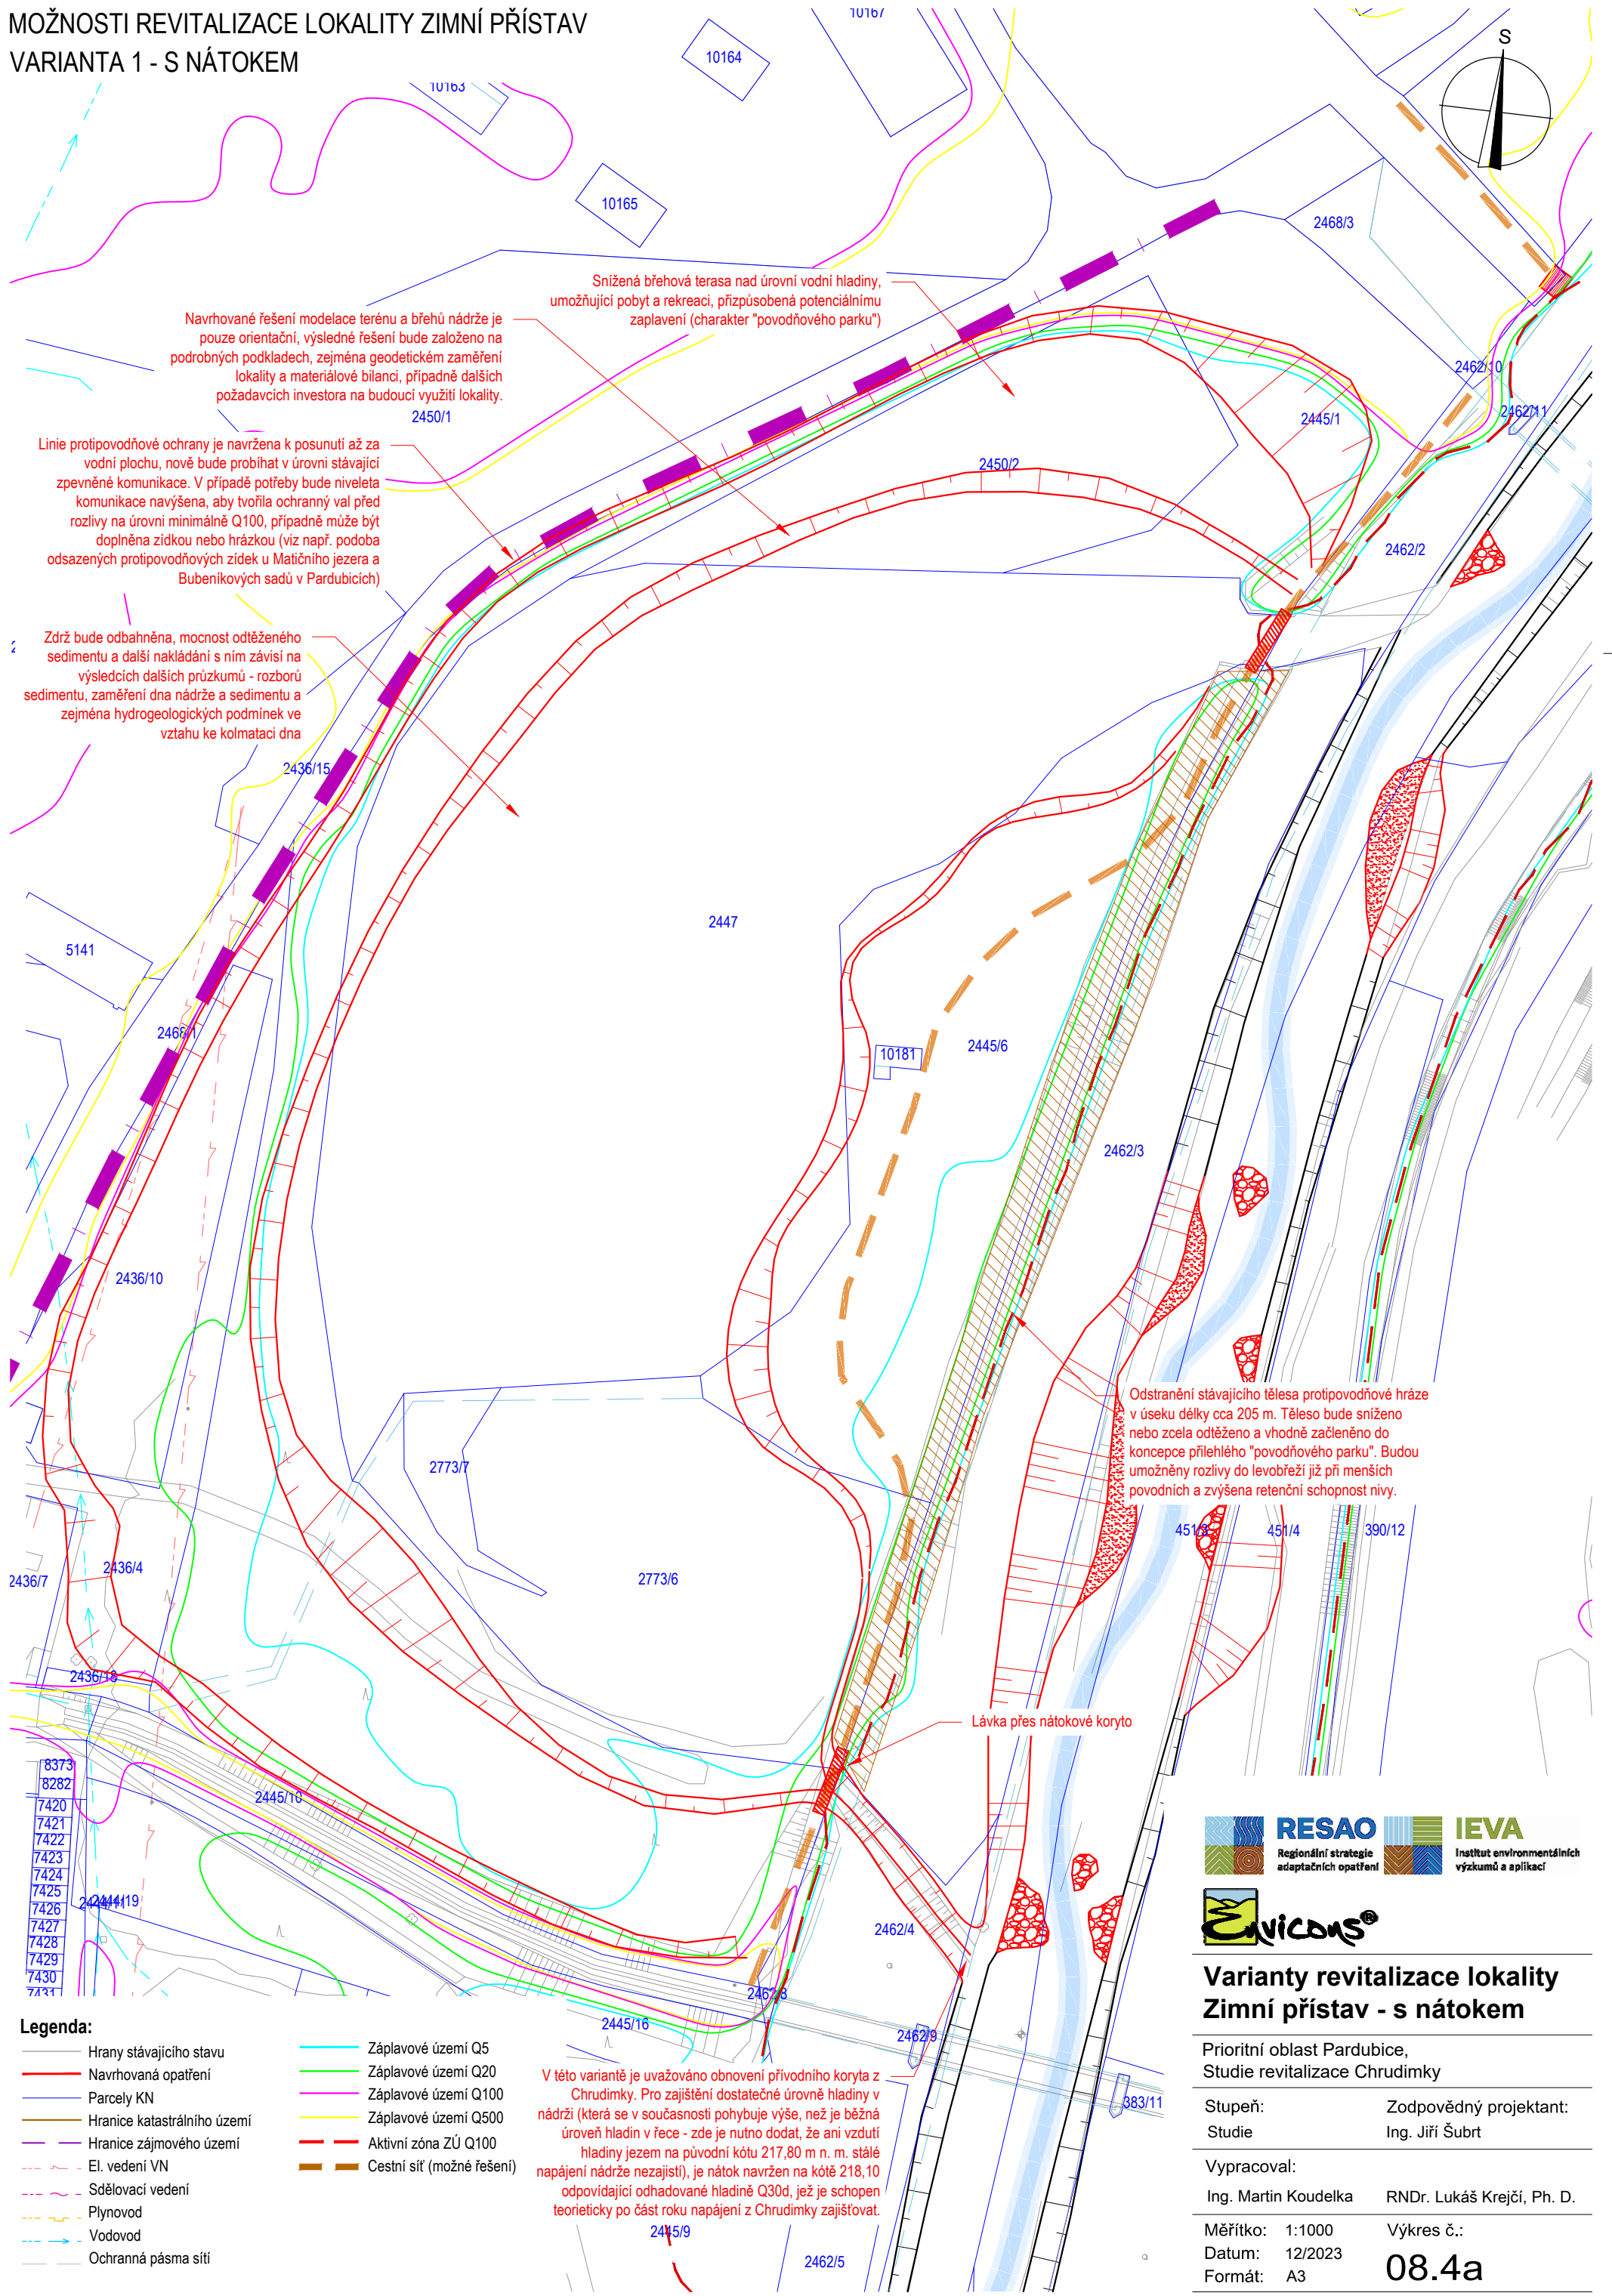 MOŽNOSTI REVITALIZACE LOKALITY ZIMNÍ PŘÍSTAV
VARIANTA 1 - S NÁTOKEM
10167
10164
10163
S
10165
2468/3
Snížená břehová terasa nad úrovní vodní hladiny,
umožňující pobyt a rekreaci, přizpůsobená potenciálnímu
zaplavení (charakter "povodňového parku")
Navrhované řešení modelace terénu a břehů nádrže je
pouze orientační, výsledné řešení bude založeno na
podrobných podkladech, zejména geodetickém zaměření
lokality a materiálové bilanci, případně dalších
požadavcích investora na budoucí využití lokality.
2462/10
2450/1
2445/1
2462/11
Linie protipovodňové ochrany je navržena k posunutí až za
vodní plochu, nově bude probíhat v úrovni stávající
zpevněné komunikace. V případě potřeby bude niveleta
komunikace navýšena, aby tvořila ochranný val před
rozlivy na úrovni minimálně Q100, případně může být
doplněna zídkou nebo hrázkou (viz např. podoba
odsazených protipovodňových zídek u Matičního jezera a
Bubeníkových sadů v Pardubicích)
2450/2
2462/2
Zdrž bude odbahněna, mocnost odtěženého
sedimentu a další nakládání s ním závisí na
výsledcích dalších průzkumů - rozborů
sedimentu, zaměření dna nádrže a sedimentu a
zejména hydrogeologických podmínek ve
vztahu ke kolmataci dna
2436/15
2447
5141
2468/1
2445/6
10181
2462/3
2436/10
Odstranění stávajícího tělesa protipovodňové hráze
v úseku délky cca 205 m. Těleso bude sníženo
nebo zcela odtěženo a vhodně začleněno do
koncepce přilehlého "povodňového parku". Budou
umožněny rozlivy do levobřeží již při menších
povodních a zvýšena retenční schopnost nivy.
2773/7
451/4
390/12
2436/7
2436/4
2773/6
2436/18
Lávka přes nátokové koryto
8373
8282
7420
7421
7422
7423
7424
7425
7426
7427
7428
7429
7430
7431
2445/10
2462/4
2445/16
2462/9
383/11
2445/9
2462/5
V této variantě je uvažováno obnovení přívodního koryta z
Chrudimky. Pro zajištění dostatečné úrovně hladiny v
nádrži (která se v současnosti pohybuje výše, než je běžná
úroveň hladin v řece - zde je nutno dodat, že ani vzdutí
hladiny jezem na původní kótu 217,80 m n. m. stálé
napájení nádrže nezajistí), je nátok navržen na kótě 218,10
odpovídající odhadované hladině Q30d, jež je schopen
teorieticky po část roku napájení z Chrudimky zajišťovat.
Legenda:
Hrany stávajícího stavu
Navrhovaná opatření
Parcely KN
Hranice katastrálního území
Hranice zájmového území
El. vedení VN
Sdělovací vedení
Plynovod
Vodovod
Ochranná pásma sítí
Záplavové území Q5
Záplavové území Q20
Záplavové území Q100
Záplavové území Q500
Aktivní zóna ZÚ Q100
Cestní síť (možné řešení)
RESAO
Regionální strategie
adaptačních opatření
IEVA
Institut environmentálních
výzkumů a aplikací
Envicons®
Varianty revitalizace lokality
Zimní přístav - s nátokem
Prioritní oblast Pardubice,
Studie revitalizace Chrudimky
Stupeň: Zodpovědný projektant:
Studie Ing. Jiří Šubrt
Vypracoval:
Ing. Martin Koudelka RNDr. Lukáš Krejčí, Ph. D.
Měřítko: 1:1000 Výkres č.:
Datum: 12/2023
Formát: A3 08.4a